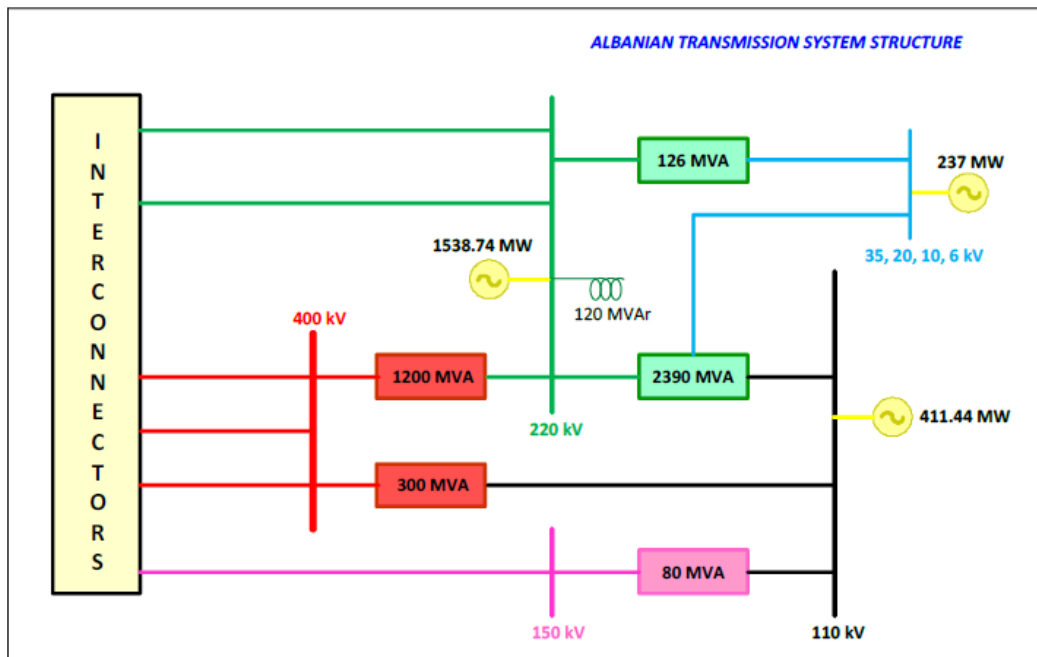 ALBANIAN TRANSMISSION SYSTEM STRUCTURE
INTERCONNECTORS
126 MVA
237 MW
35, 20, 10, 6 kV
1538.74 MW
120 MVAr
400 kV
1200 MVA
2390 MVA
220 kV
411.44 MW
300 MVA
80 MVA
150 kV
110 kV